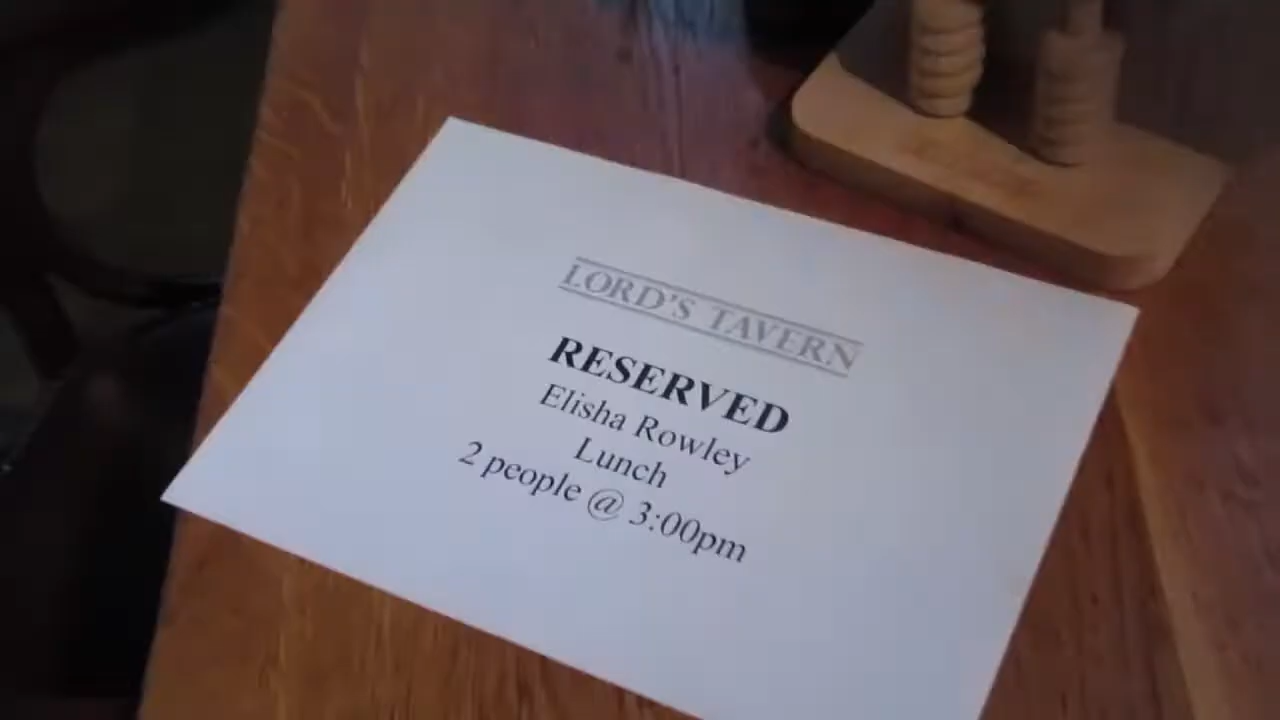 LORD'S TAVERN
RESERVED
Elisha Rowley
Lunch
2 people @ 3:00pm